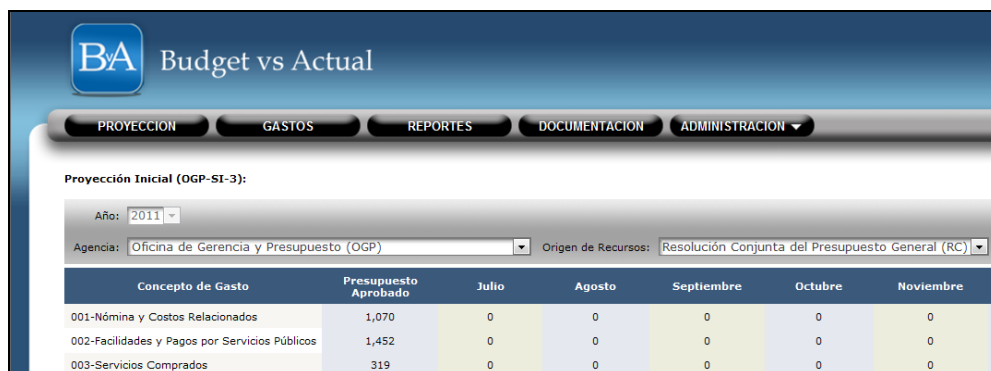 BvA Budget vs Actual
PROYECCION GASTOS REPORTES DOCUMENTACION ADMINISTRACION
Proyección Inicial (OGP-SI-3):
Año: 2011
Agencia: Oficina de Gerencia y Presupuesto (OGP) Origen de Recursos: Resolución Conjunta del Presupuesto General (RC)
Concepto de Gasto Presupuesto Aprobado Julio Agosto Septiembre Octubre Noviembre
001-Nómina y Costos Relacionados 1,070 0 0 0 0 0
002-Facilidades y Pagos por Servicios Públicos 1,452 0 0 0 0 0
003-Servicios Comprados 319 0 0 0 0 0